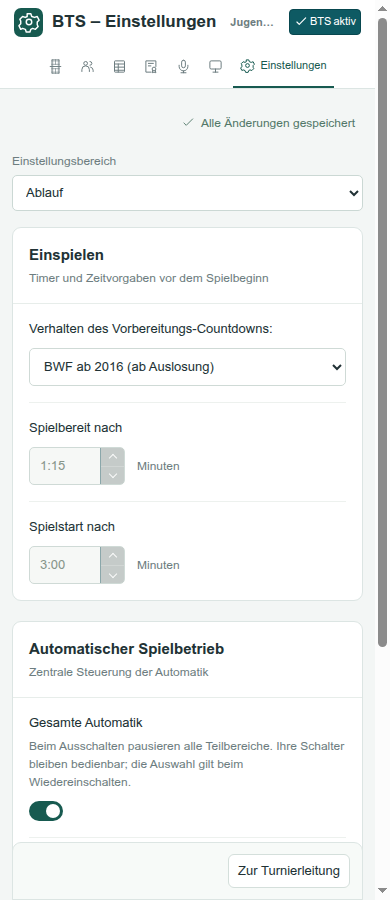 BTS – Einstellungen
Jugen...
BTS aktiv
Einstellungen
Alle Änderungen gespeichert
Einstellungsbereich
Ablauf
Einspielen
Timer und Zeitvorgaben vor dem Spielbeginn
Verhalten des Vorbereitungs-Countdowns:
BWF ab 2016 (ab Auslosung)
Spielbereit nach
1:15
Minuten
Spielstart nach
3:00
Minuten
Automatischer Spielbetrieb
Zentrale Steuerung der Automatik
Gesamte Automatik
Beim Ausschalten pausieren alle Teilbereiche. Ihre Schalter
bleiben bedienbar; die Auswahl gilt beim
Wiedereinschalten.
Zur Turnierleitung